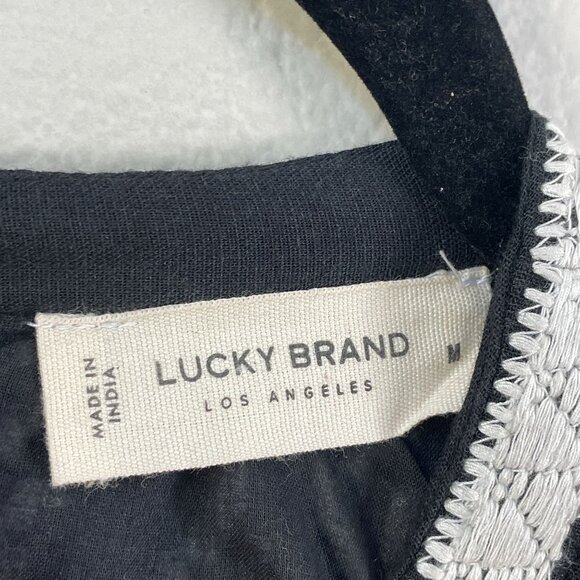 MADE IN
INDIA
LUCKY BRAND
LOS ANGELES
M